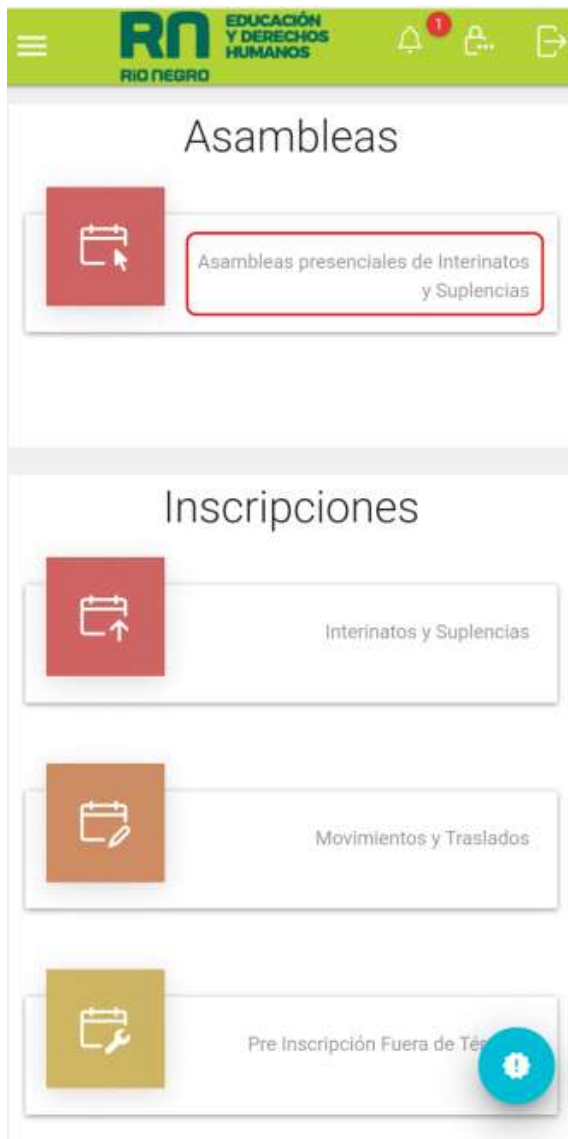 RN
RIO NEGRO
EDUCACIÓN
Y DERECHOS
HUMANOS
1
Asambleas
Asambleas presenciales de Interinatos
y Suplencias
Inscripciones
Interinatos y Suplencias
Movimientos y Traslados
Pre Inscripción Fuera de